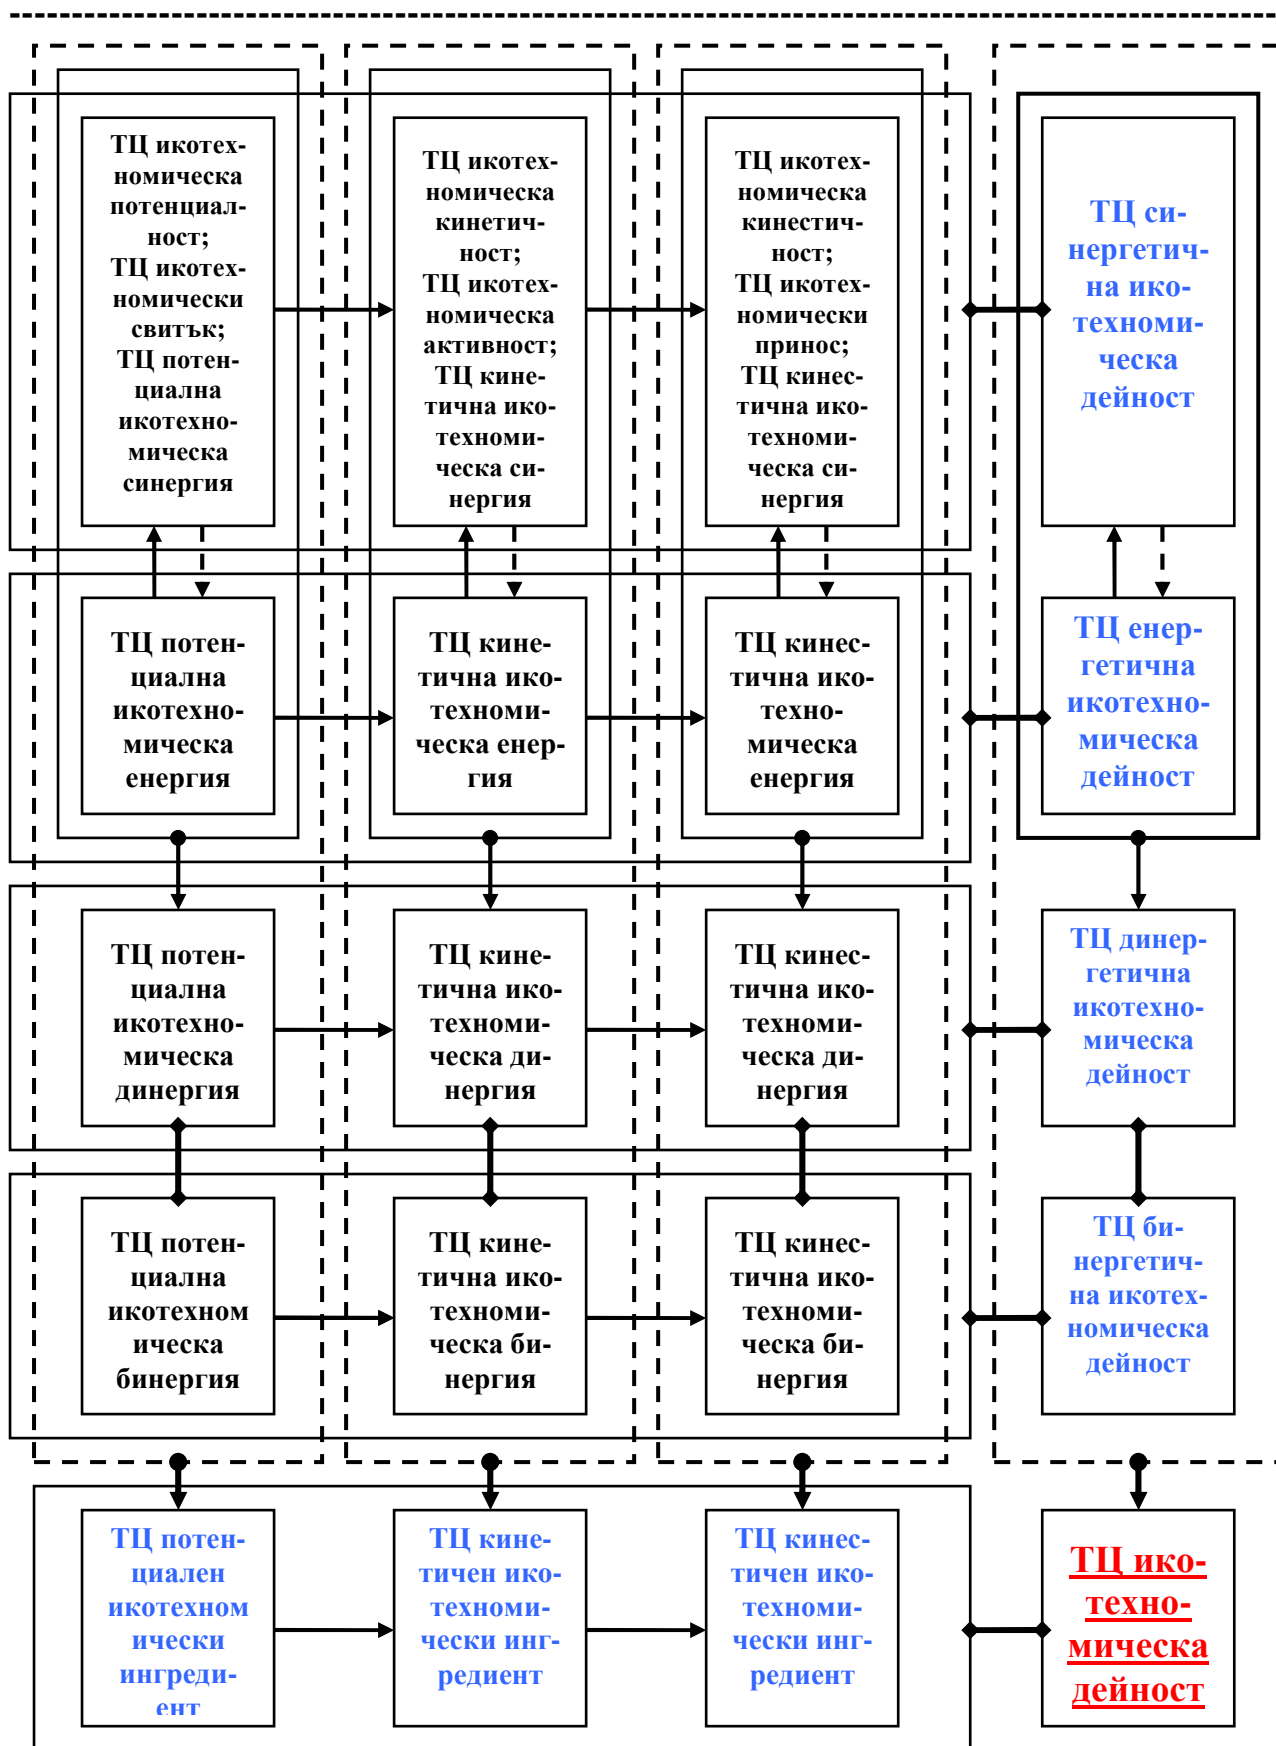 ТЦ икотех-
номическа
потенциал-
ност;
ТЦ икотех-
номически
свитък;
ТЦ потен-
циална
икотехно-
мическа
синергия
ТЦ икотех-
номическа
кинетич-
ност;
ТЦ икотех-
номическа
активност;
ТЦ кине-
тична ико-
техноми-
ческа си-
нергия
ТЦ икотех-
номическа
кинестич-
ност;
ТЦ икотех-
номически
принос;
ТЦ кинес-
тична ико-
техноми-
ческа си-
нергия
ТЦ си-
нергетич-
на ико-
техноми-
ческа
дейност
ТЦ потен-
циална
икотехно-
мическа
енергия
ТЦ кине-
тична ико-
техноми-
ческа енер-
гия
ТЦ кинес-
тична ико-
техно-
мическа
енергия
ТЦ енер-
гетична
икотехно-
мическа
дейност
ТЦ потен-
циална
икотехно-
мическа
динергия
ТЦ кине-
тична ико-
техноми-
ческа ди-
нергия
ТЦ кинес-
тична ико-
техноми-
ческа ди-
нергия
ТЦ динер-
гетична
икотехно-
мическа
дейност
ТЦ потен-
циална
икотехном
ическа
бинергия
ТЦ кине-
тична ико-
техноми-
ческа би-
нергия
ТЦ кинес-
тична ико-
техноми-
ческа би-
нергия
ТЦ би-
нергетич-
на икотех-
номическа
дейност
ТЦ потен-
циален
икотехном
ически
ингреди-
ент
ТЦ кине-
тичен ико-
техноми-
чески инг-
редиент
ТЦ кинес-
тичен ико-
техноми-
чески инг-
редиент
ТЦ ико-
техно-
мическа
дейност